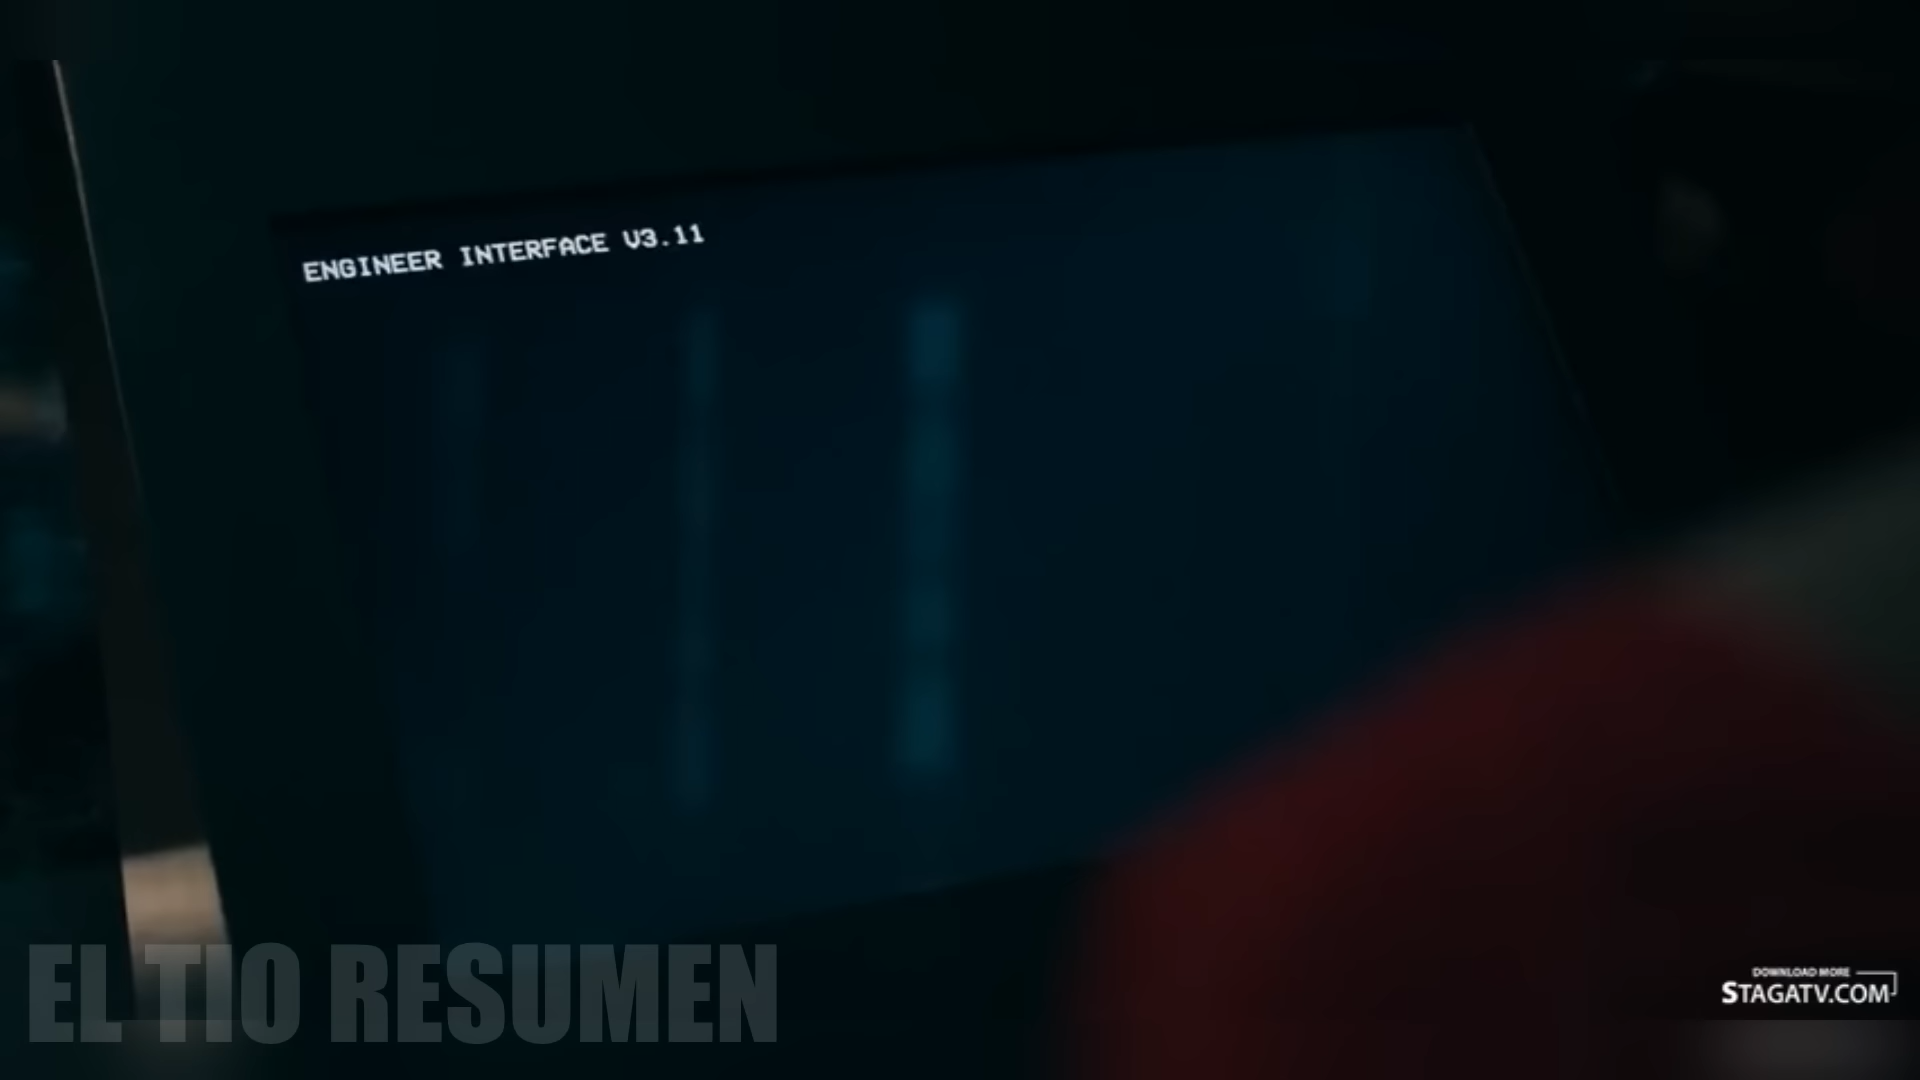 ENGINEER INTERFACE V3.11
EL TIO RESUMEN
DOWNLOAD MORE
STAGATV.COM